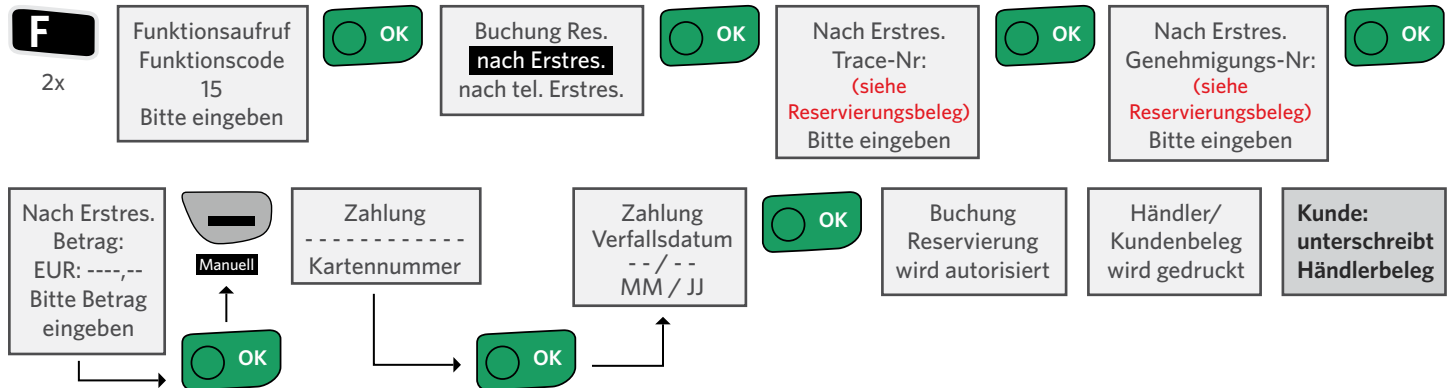 F
2x
Funktionsaufruf
Funktionscode
15
Bitte eingeben
OK
Buchung Res.
nach Erstres.
nach tel. Erstres.
OK
Nach Erstres.
Trace-Nr:
(siehe
Reservierungsbeleg)
Bitte eingeben
OK
Nach Erstres.
Genehmigungs-Nr:
(siehe
Reservierungsbeleg)
Bitte eingeben
OK
Nach Erstres.
Betrag:
EUR: ----,--
Bitte Betrag
eingeben
OK
Manuell
Zahlung
- - - - - - - - - - - -
Kartennummer
OK
Zahlung
Verfallsdatum
- - / - -
MM / JJ
OK
Buchung
Reservierung
wird autorisiert
Händler/
Kundenbeleg
wird gedruckt
Kunde:
unterschreibt
Händlerbeleg